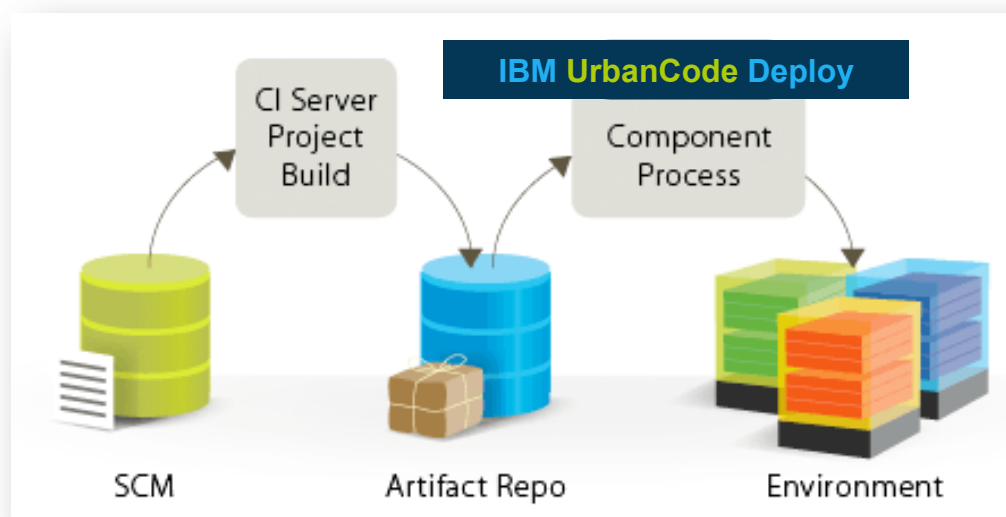 IBM UrbanCode Deploy
CI Server
Project
Build
Component
Process
SCM
Artifact Repo
Environment